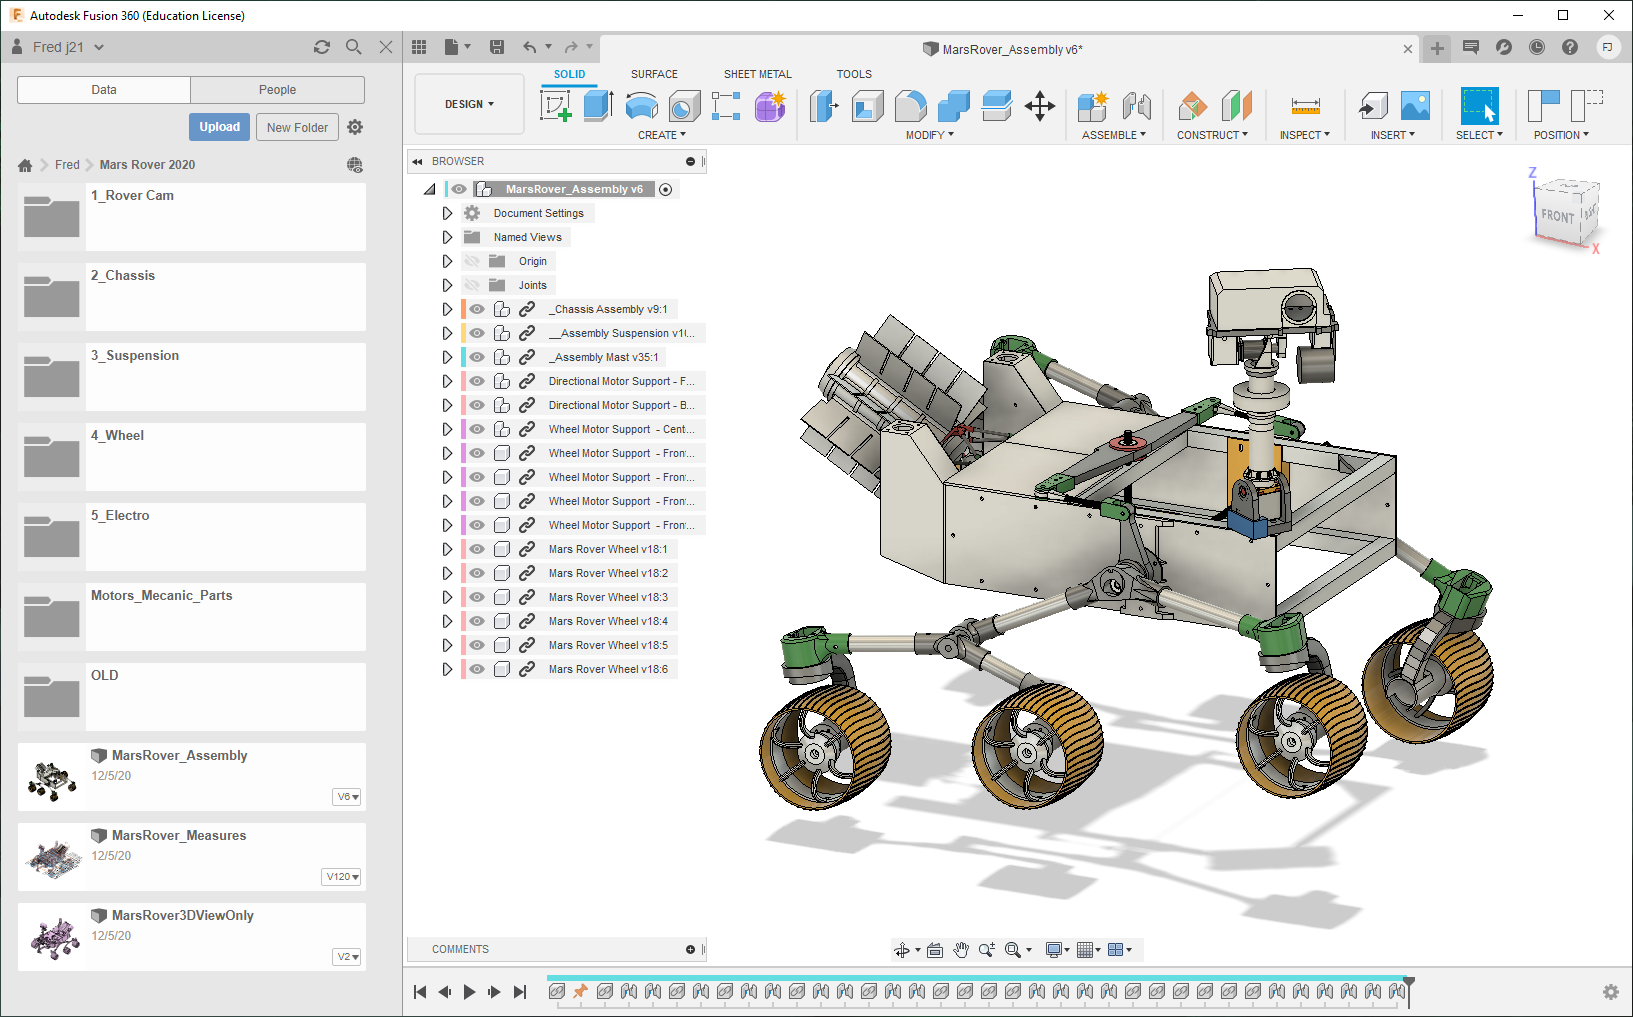 Autodesk Fusion 360 (Education License)
Fred j21
MarsRover_Assembly v6*
FJ
Data
People
Upload
New Folder
Fred
Mars Rover 2020
1_Rover Cam
2_Chassis
3_Suspension
4_Wheel
5_Electro
Motors_Mecanic_Parts
OLD
MarsRover_Assembly
12/5/20
V6
MarsRover_Measures
12/5/20
V120
MarsRover3DViewOnly
12/5/20
V2
SOLID
SURFACE
SHEET METAL
TOOLS
DESIGN
CREATE
MODIFY
ASSEMBLE
CONSTRUCT
INSPECT
INSERT
SELECT
POSITION
BROWSER
MarsRover_Assembly v6
Document Settings
Named Views
Origin
Joints
_Chassis Assembly v9:1
__Assembly Suspension v1(...
_Assembly Mast v35:1
Directional Motor Support - F...
Directional Motor Support - B...
Wheel Motor Support - Cent...
Wheel Motor Support - Front...
Wheel Motor Support - Front...
Wheel Motor Support - Front...
Wheel Motor Support - Front...
Mars Rover Wheel v18:1
Mars Rover Wheel v18:2
Mars Rover Wheel v18:3
Mars Rover Wheel v18:4
Mars Rover Wheel v18:5
Mars Rover Wheel v18:6
Z
FRONT
X
COMMENTS